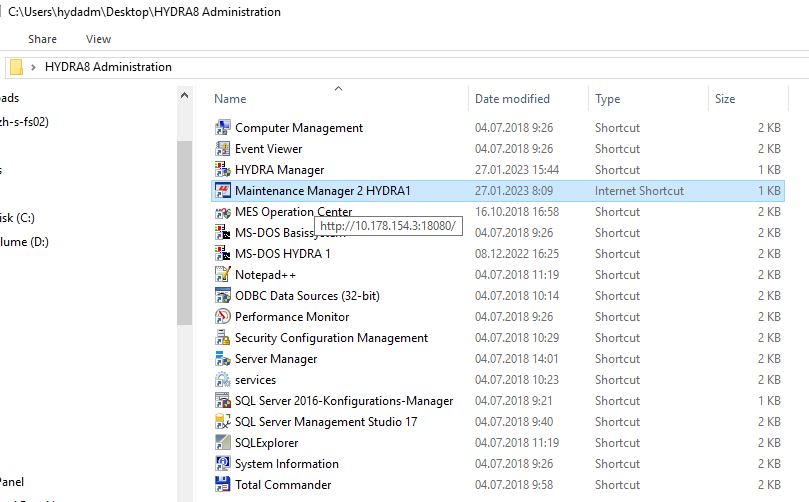 C:\Users\hydadm\Desktop\HYDRA8 Administration
Share View
HYDRA8 Administration
oads
zh-s-fs02)
s
isk (C:)
olume (D:)
Panel
Name Date modified Type Size
Computer Management 04.07.2018 9:26 Shortcut 2 KB
Event Viewer 04.07.2018 9:26 Shortcut 2 KB
HYDRA Manager 27.01.2023 15:44 Shortcut 1 KB
Maintenance Manager 2 HYDRA1 27.01.2023 8:09 Internet Shortcut 1 KB
MES Operation Center 16.10.2018 16:58 Shortcut 2 KB
http://10.178.154.3:18080/
MS-DOS Basissystem 04.07.2018 9:26 Shortcut 2 KB
MS-DOS HYDRA 1 08.12.2022 16:25 Shortcut 2 KB
Notepad++ 04.07.2018 11:19 Shortcut 2 KB
ODBC Data Sources (32-bit) 04.07.2018 10:14 Shortcut 2 KB
Performance Monitor 04.07.2018 9:26 Shortcut 2 KB
Security Configuration Management 04.07.2018 10:29 Shortcut 2 KB
Server Manager 04.07.2018 14:01 Shortcut 2 KB
services 04.07.2018 10:23 Shortcut 2 KB
SQL Server 2016-Konfigurations-Manager 04.07.2018 9:21 Shortcut 1 KB
SQL Server Management Studio 17 04.07.2018 9:40 Shortcut 2 KB
SQLExplorer 04.07.2018 11:19 Shortcut 2 KB
System Information 04.07.2018 9:26 Shortcut 2 KB
Total Commander 04.07.2018 9:58 Shortcut 2 KB